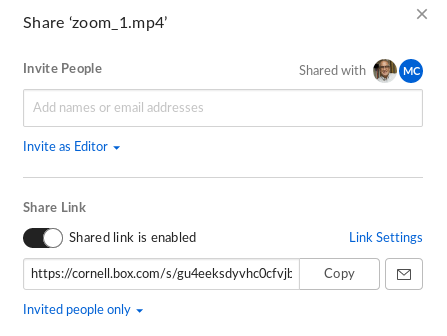 Share ‘zoom_1.mp4’
Invite People
Shared with
MC
Add names or email addresses
Invite as Editor
Share Link
Shared link is enabled
Link Settings
https://cornell.box.com/s/gu4eeksdyvhc0cfvjb
Copy
Invited people only